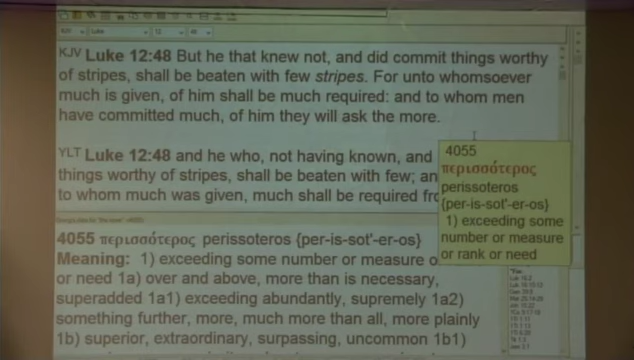 Luke 12 48
KJV Luke 12:48 But he that knew not, and did commit things worthy
of stripes, shall be beaten with few stripes. For unto whomsoever
much is given, of him shall be much required: and to whom men
have committed much, of him they will ask the more.
YLT Luke 12:48 and he who, not having known, and
things worthy of stripes, shall be beaten with few; an
to whom much was given, much shall be required fro
4055
περισσότερος
perissoteros
{per-is-sot'-er-os}
1) exceeding some
number or measure
or rank or need
4055 περισσότερος perissoteros {per-is-sot'-er-os}
Meaning: 1) exceeding some number or measure o
or need 1a) over and above, more than is necessary,
superadded 1a1) exceeding abundantly, supremely 1a2)
something further, more, much more than all, more plainly
1b) superior, extraordinary, surpassing, uncommon 1b1)